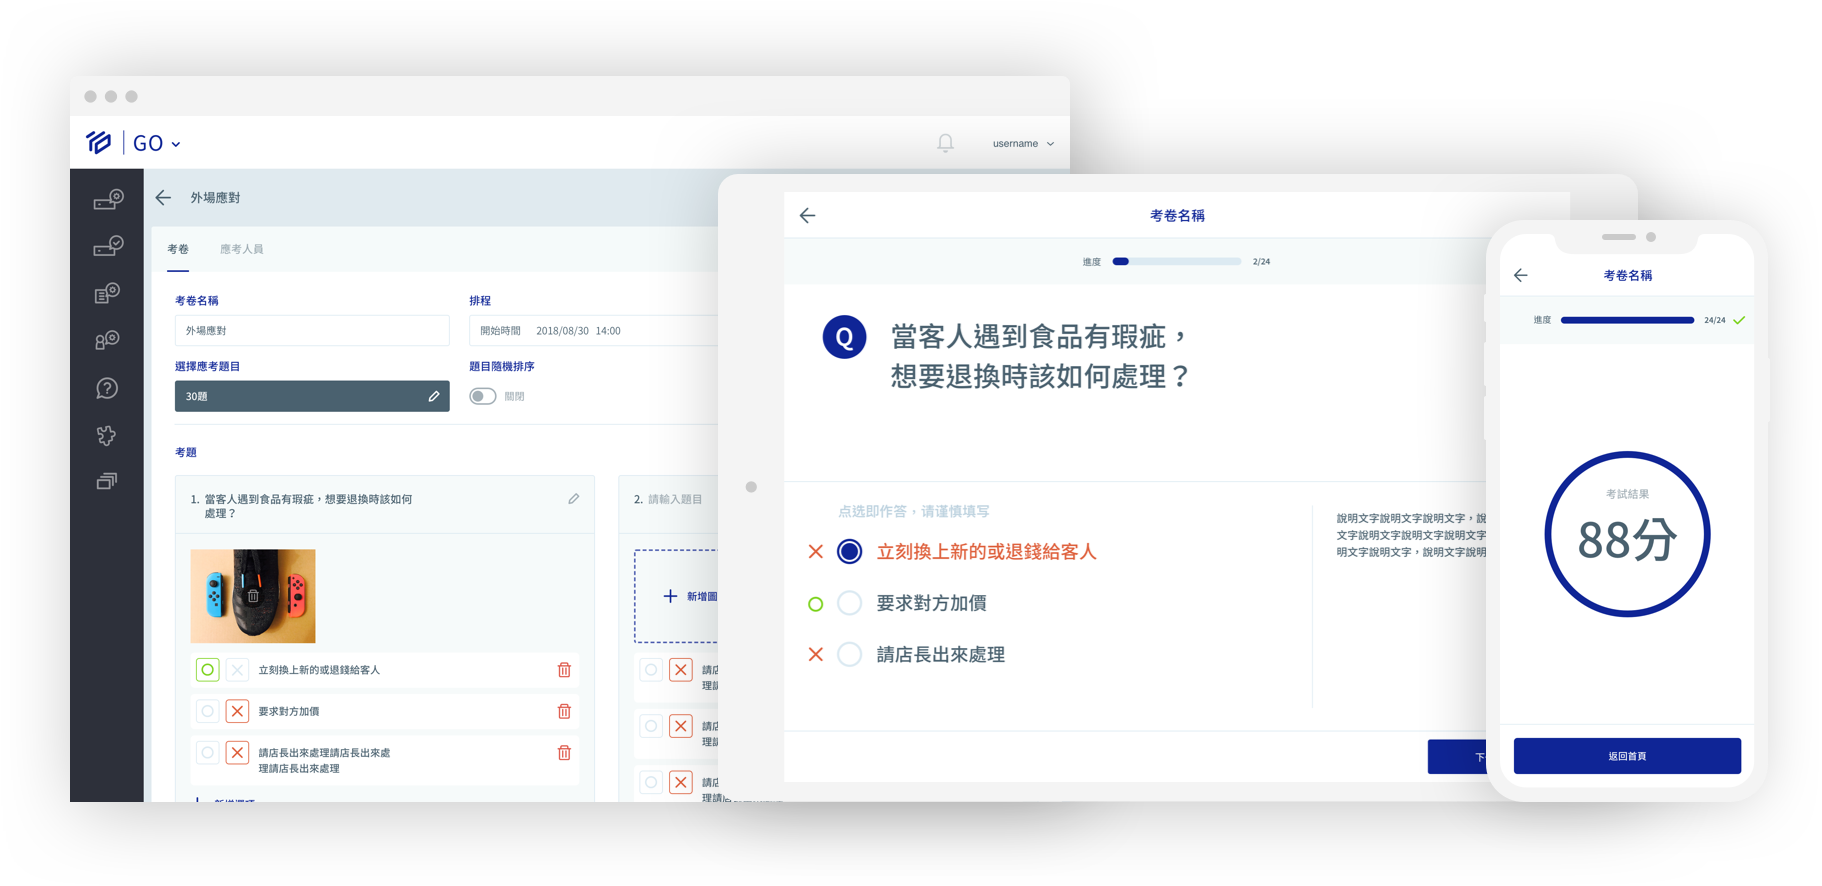 GO
username
外場應對
考卷
應考人員
考卷名稱
外場應對
排程
開始時間 2018/08/30 14:00
選擇應考題目
30題
題目隨機排序
關閉
考題
1. 當客人遇到食品有瑕疵，想要退換時該如何
處理？
立刻換上新的或退錢給客人
要求對方加價
請店長出來處理請店長出來處
理請店長出來處理
2. 請輸入題目
新增圖
請店
理請
請店
理請
請店
考卷名稱
進度
2/24
Q
當客人遇到食品有瑕疵，
想要退換時該如何處理？
点选即作答，请谨慎填写
立刻換上新的或退錢給客人
要求對方加價
請店長出來處理
說明文字說明文字說明文字，說
文字說明文字說明文字說明文字
明文字說明文字，說明文字說明
下
考卷名稱
進度
24/24
考試結果
88分
返回首頁